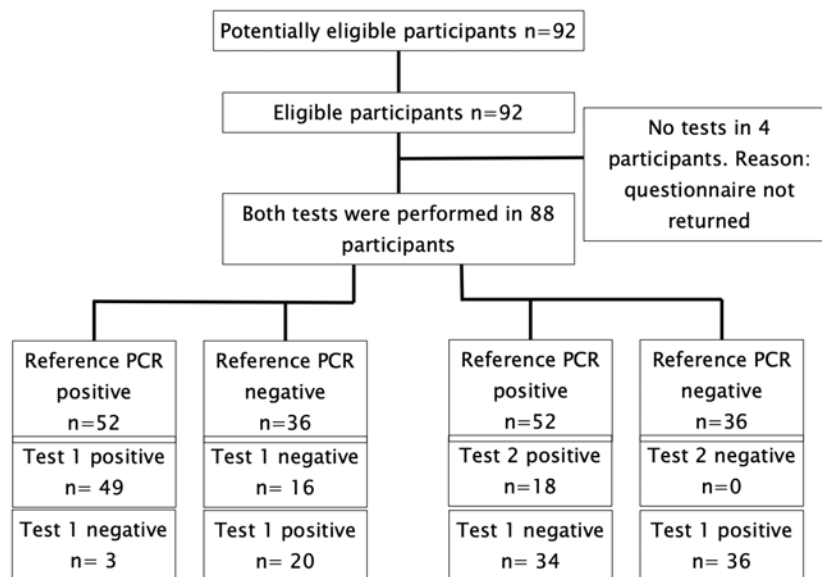 Potentially eligible participants n=92
Eligible participants n=92
No tests in 4
participants. Reason:
questionnaire not
returned
Both tests were performed in 88
participants
Reference PCR
positive
n=52
Test 1 positive
n= 49
Test 1 negative
n= 3
Reference PCR
negative
n=36
Test 1 negative
n= 16
Test 1 positive
n= 20
Reference PCR
positive
n=52
Test 2 positive
n=18
Test 1 negative
n= 34
Reference PCR
negative
n=36
Test 2 negative
n=0
Test 1 positive
n= 36